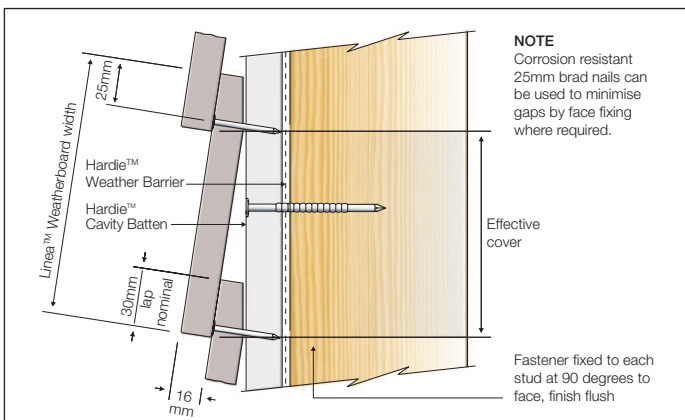 25mm
Linea™ Weatherboard width
Hardie™
Weather Barrier
Hardie™
Cavity Batten
30mm
lap
nominal
16
mm
NOTE
Corrosion resistant
25mm brad nails can
be used to minimise
gaps by face fixing
where required.
Effective
cover
Fastener fixed to each
stud at 90 degrees to
face, finish flush